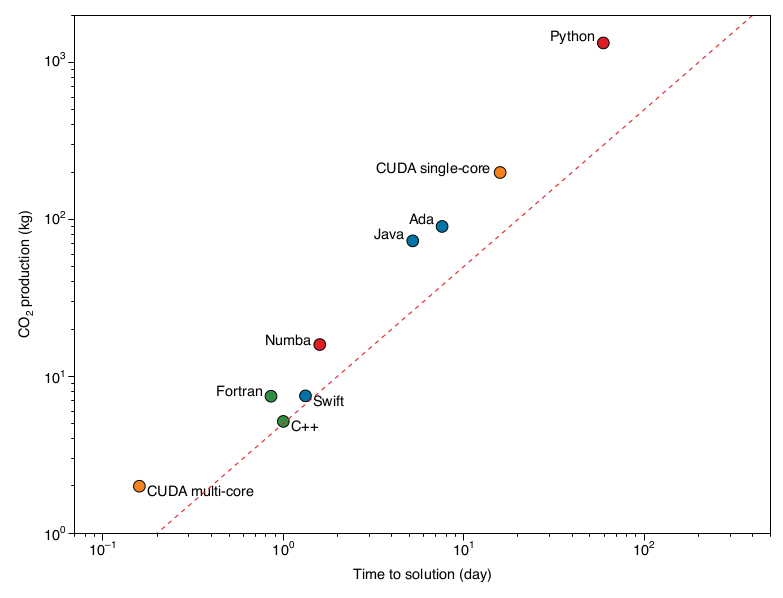 Python
10³
CUDA single-core
10²
Ada
Java
Numba
10¹
Fortran
Swift
C++
CUDA multi-core
10⁰
10⁻¹
10⁰
10¹
10²
Time to solution (day)
CO₂ production (kg)